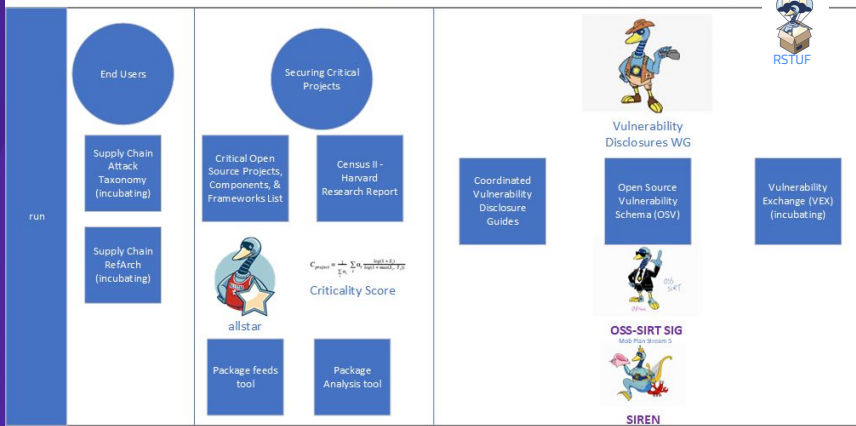 RSTUF
End Users
Securing Critical
Projects
Vulnerability
Disclosures WG
Supply Chain
Attack
Taxonomy
(incubating)
Critical Open
Source Projects,
Components, &
Frameworks List
Census II -
Harvard
Research Report
Coordinated
Vulnerability
Disclosure
Guides
Open Source
Vulnerability
Schema (OSV)
Vulnerability
Exchange (VEX)
(incubating)
run
Supply Chain
RefArch
(incubating)
Criticality Score
allstar
OSS
SIRT
OSS-SIRT SIG
Mob Plan Stream 5
Package feeds
tool
Package
Analysis tool
SIREN